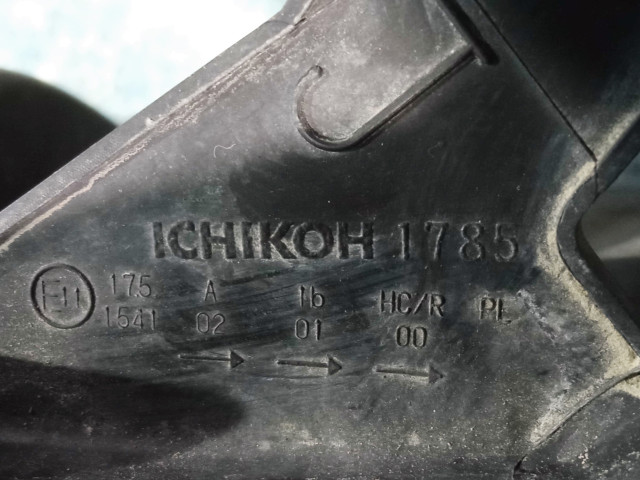 ICHIKOH 1785
E11 175 A 1b HC/R PL
1541 02 01 00